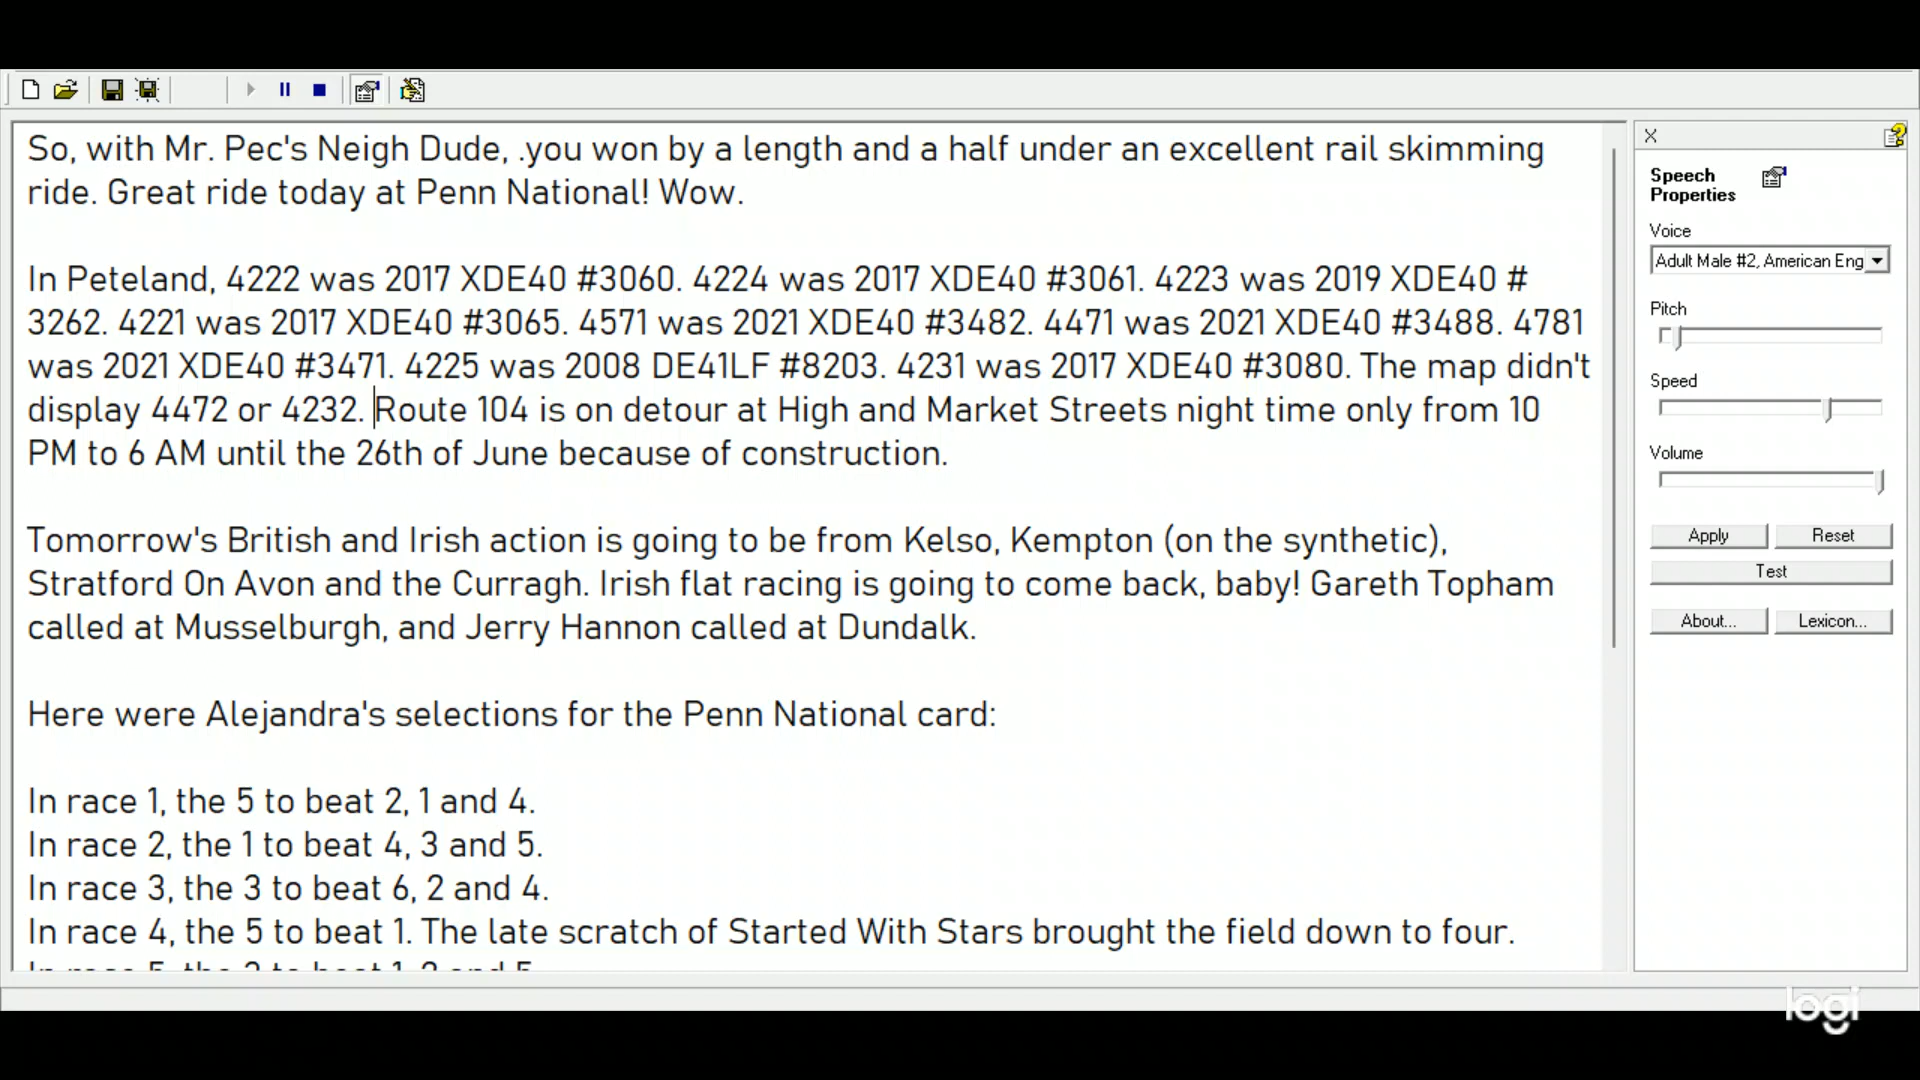 So, with Mr. Pec's Neigh Dude, .you won by a length and a half under an excellent rail skimming
ride. Great ride today at Penn National! Wow.
In Peteland, 4222 was 2017 XDE40 #3060. 4224 was 2017 XDE40 #3061. 4223 was 2019 XDE40 #
3262. 4221 was 2017 XDE40 #3065. 4571 was 2021 XDE40 #3482. 4471 was 2021 XDE40 #3488. 4781
was 2021 XDE40 #3471. 4225 was 2008 DE41LF #8203. 4231 was 2017 XDE40 #3080. The map didn't
display 4472 or 4232. Route 104 is on detour at High and Market Streets night time only from 10
PM to 6 AM until the 26th of June because of construction.
Tomorrow's British and Irish action is going to be from Kelso, Kempton (on the synthetic),
Stratford On Avon and the Curragh. Irish flat racing is going to come back, baby! Gareth Topham
called at Musselburgh, and Jerry Hannon called at Dundalk.
Here were Alejandra's selections for the Penn National card:
In race 1, the 5 to beat 2, 1 and 4.
In race 2, the 1 to beat 4, 3 and 5.
In race 3, the 3 to beat 6, 2 and 4.
In race 4, the 5 to beat 1. The late scratch of Started With Stars brought the field down to four.
X
Speech
Properties
Voice
Adult Male #2, American Eng
Pitch
Speed
Volume
Apply
Reset
Test
About...
Lexicon...
logi